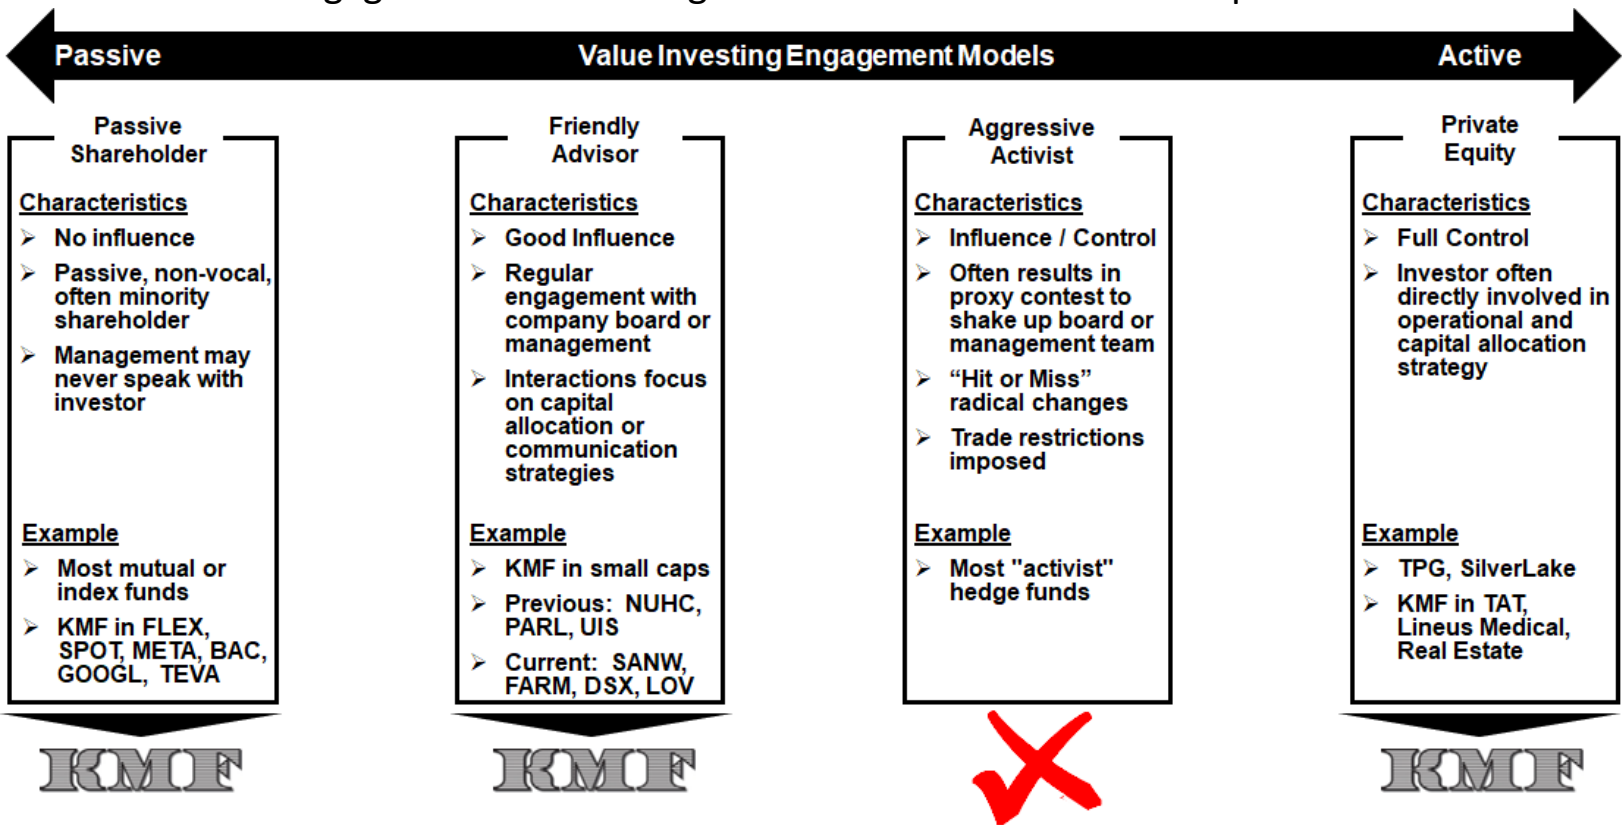 Passive
Value Investing Engagement Models
Active
Passive
Shareholder
Characteristics
➢ No influence
➢ Passive, non-vocal,
often minority
shareholder
➢ Management may
never speak with
investor
Example
➢ Most mutual or
index funds
➢ KMF in FLEX,
SPOT, META, BAC,
GOOGL, TEVA
KMF
Friendly
Advisor
Characteristics
➢ Good Influence
➢ Regular
engagement with
company board or
management
➢ Interactions focus
on capital
allocation or
communication
strategies
Example
➢ KMF in small caps
➢ Previous: NUHC,
PARL, UIS
➢ Current: SANW,
FARM, DSX, LOV
KMF
Aggressive
Activist
Characteristics
➢ Influence / Control
➢ Often results in
proxy contest to
shake up board or
management team
➢ “Hit or Miss”
radical changes
➢ Trade restrictions
imposed
Example
➢ Most "activist"
hedge funds
Private
Equity
Characteristics
➢ Full Control
➢ Investor often
directly involved in
operational and
capital allocation
strategy
Example
➢ TPG, SilverLake
➢ KMF in TAT,
Lineus Medical,
Real Estate
KMF